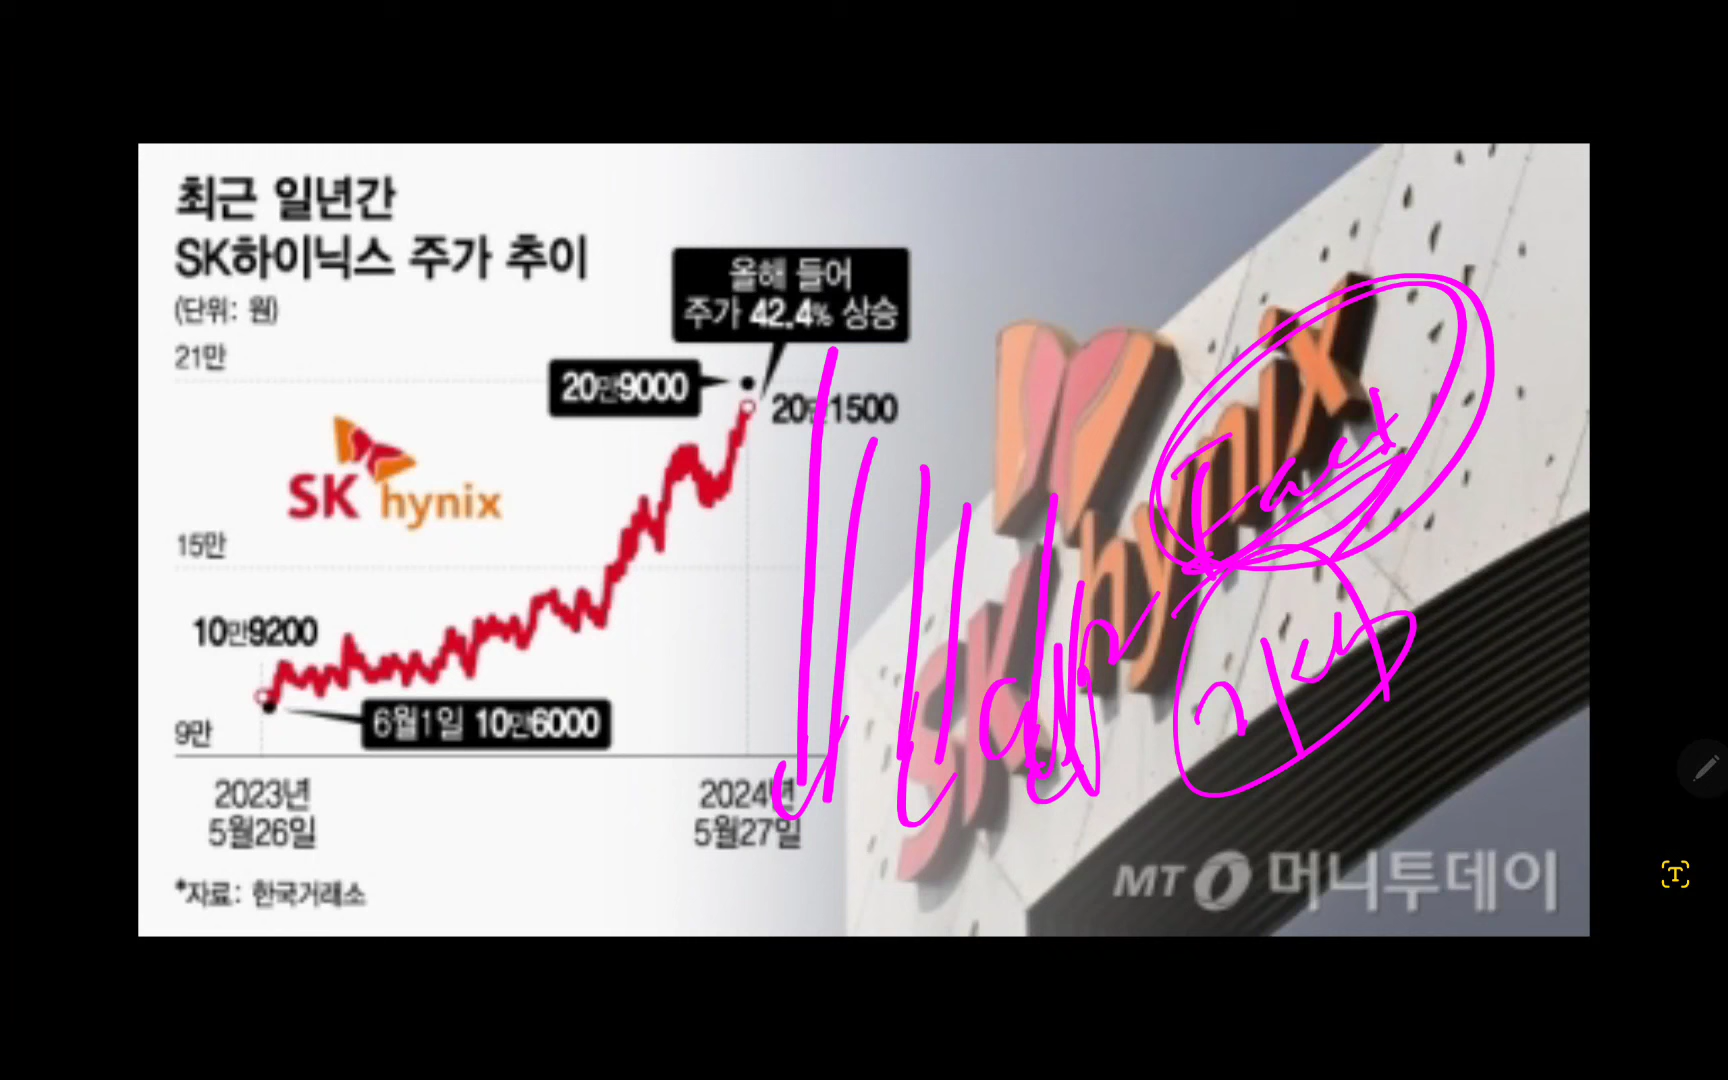 최근 일년간
SK하이닉스 주가 추이
(단위: 원)
21만
15만
9만
올해 들어
주가 42.4% 상승
20만9000
20만1500
SK hynix
10만9200
6월1일 10만6000
2023년
5월26일
2024년
5월27일
*자료: 한국거래소
SK hynix
MT 머니투데이